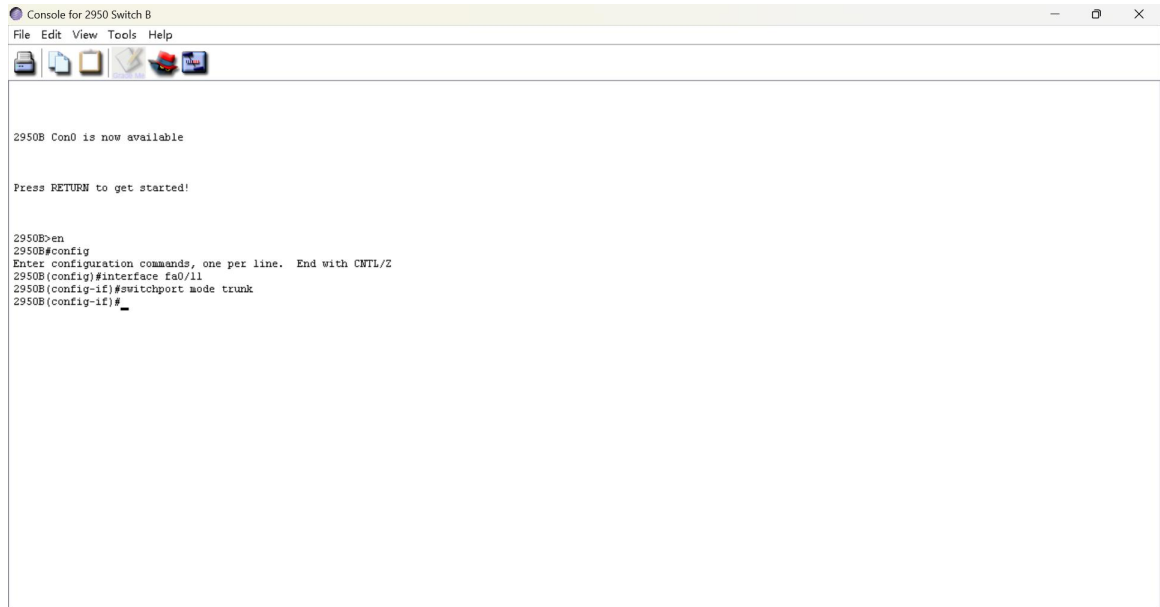 Console for 2950 Switch B
File Edit View Tools Help
2950B Con0 is now available
Press RETURN to get started!
2950B>en
2950B#config
Enter configuration commands, one per line.  End with CNTL/Z
2950B(config)#interface fa0/11
2950B(config-if)#switchport mode trunk
2950B(config-if)#